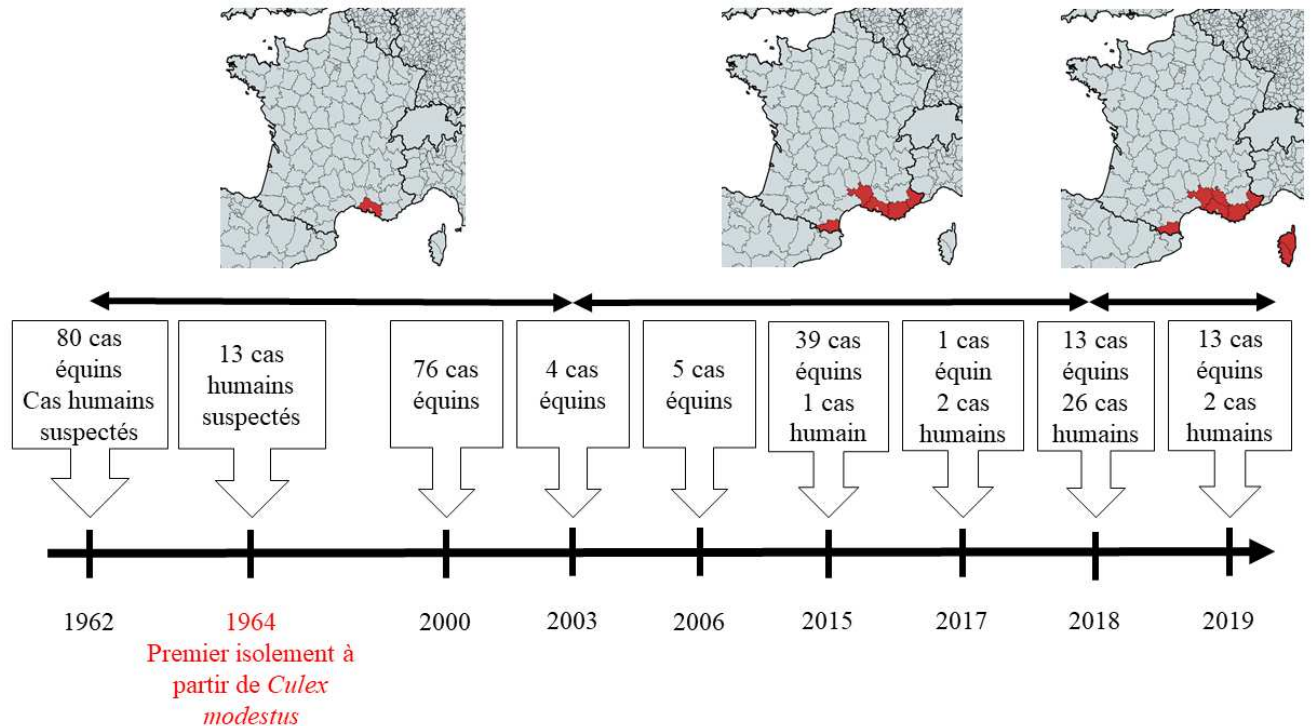 80 cas
équins
Cas humains
suspectés
13 cas
humains
suspectés
76 cas
équins
4 cas
équins
5 cas
équins
39 cas
équins
1 cas
humain
1 cas
équin
2 cas
humains
13 cas
équins
26 cas
humains
13 cas
équins
2 cas
humains
1962
1964
Premier isolement à
partir de Culex
modestus
2000
2003
2006
2015
2017
2018
2019